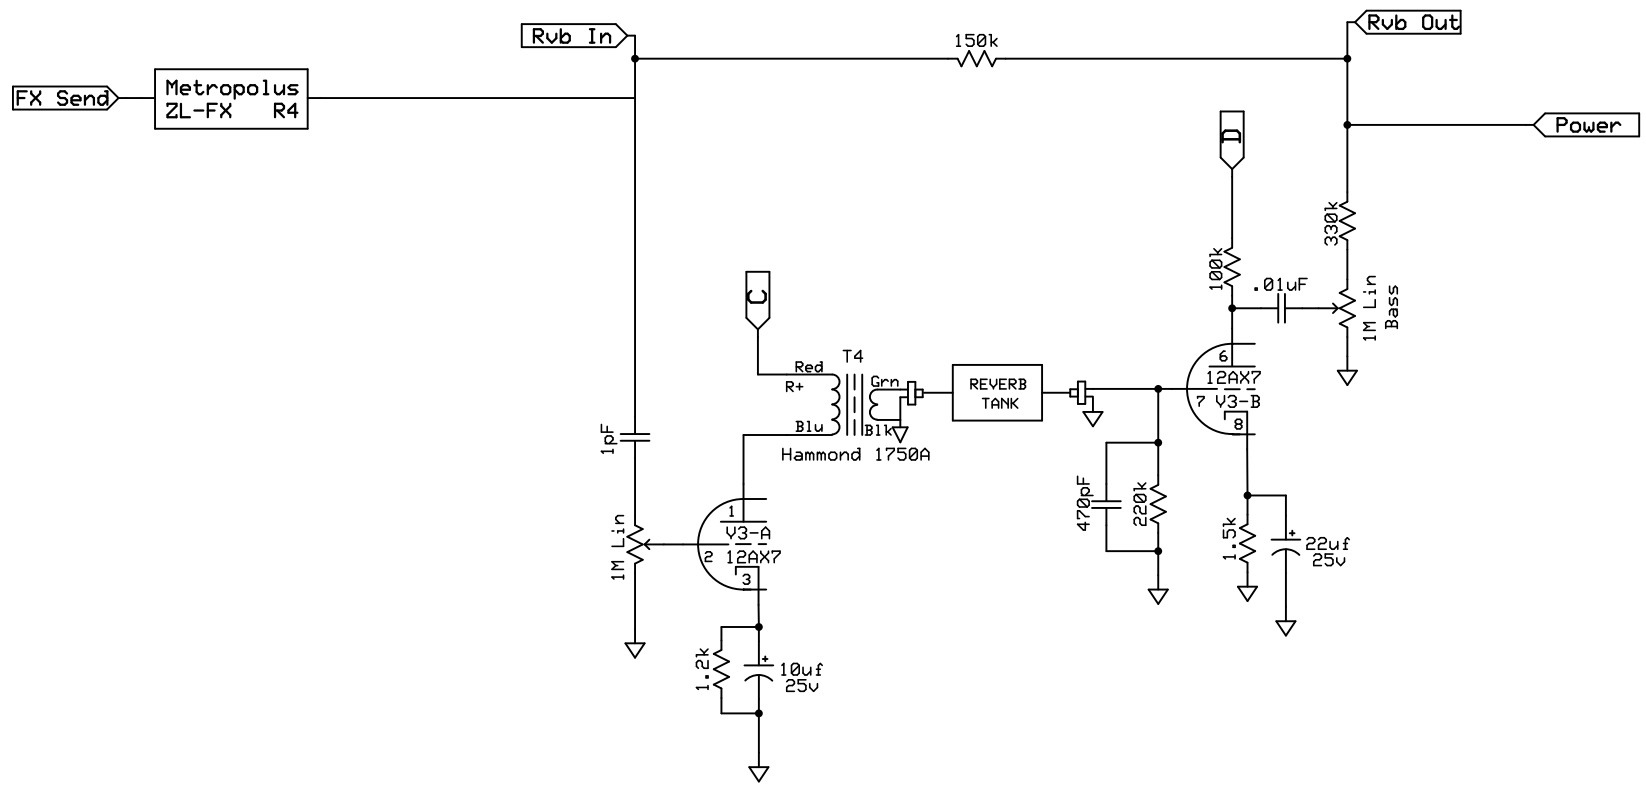 Rvb In
Rvb Out
150k
FX Send
Metropolus
ZL-FX R4
Power
D
330k
100k
.01uF
1M Lin
Bass
C
T4
Red
R+
Grn
Blu
Blk
Hammond 1750A
REVERB
TANK
6
12AX7
7 V3-B
8
1pF
470pF
220k
1
V3-A
2 12AX7
3
1M Lin
1.5k
+
22uf
25v
1.2k
+
10uf
25v